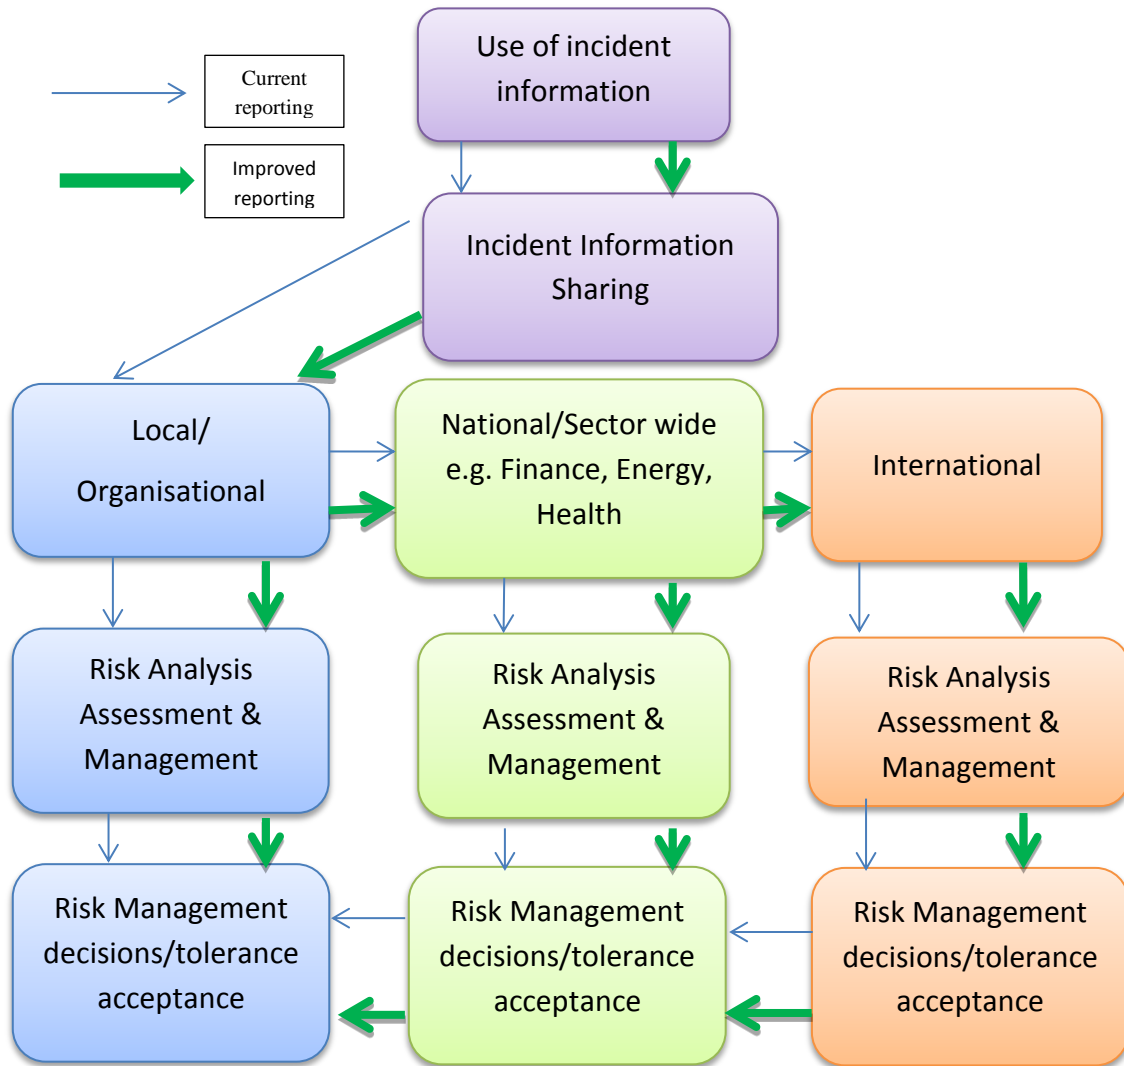 Current
reporting
Improved
reporting
Use of incident
information
Incident Information
Sharing
Local/
Organisational
National/Sector wide
e.g. Finance, Energy,
Health
International
Risk Analysis
Assessment &
Management
Risk Analysis
Assessment &
Management
Risk Analysis
Assessment &
Management
Risk Management
decisions/tolerance
acceptance
Risk Management
decisions/tolerance
acceptance
Risk Management
decisions/tolerance
acceptance